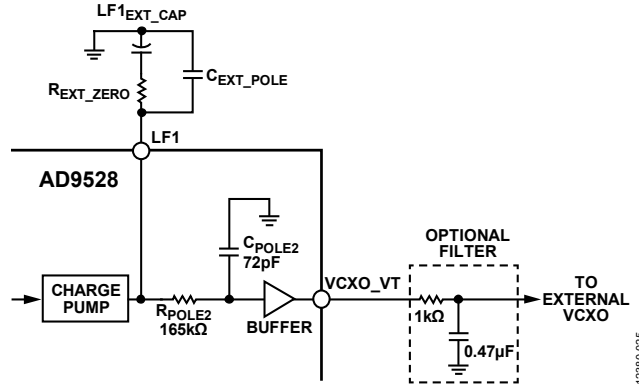 LF1EXT_CAP
REXT_ZERO
CEXT_POLE
LF1
AD9528
CPOLE2
72pF
OPTIONAL
FILTER
CHARGE
PUMP
RPOLE2
165kΩ
BUFFER
VCXO_VT
1kΩ
0.47µF
TO
EXTERNAL
VCXO